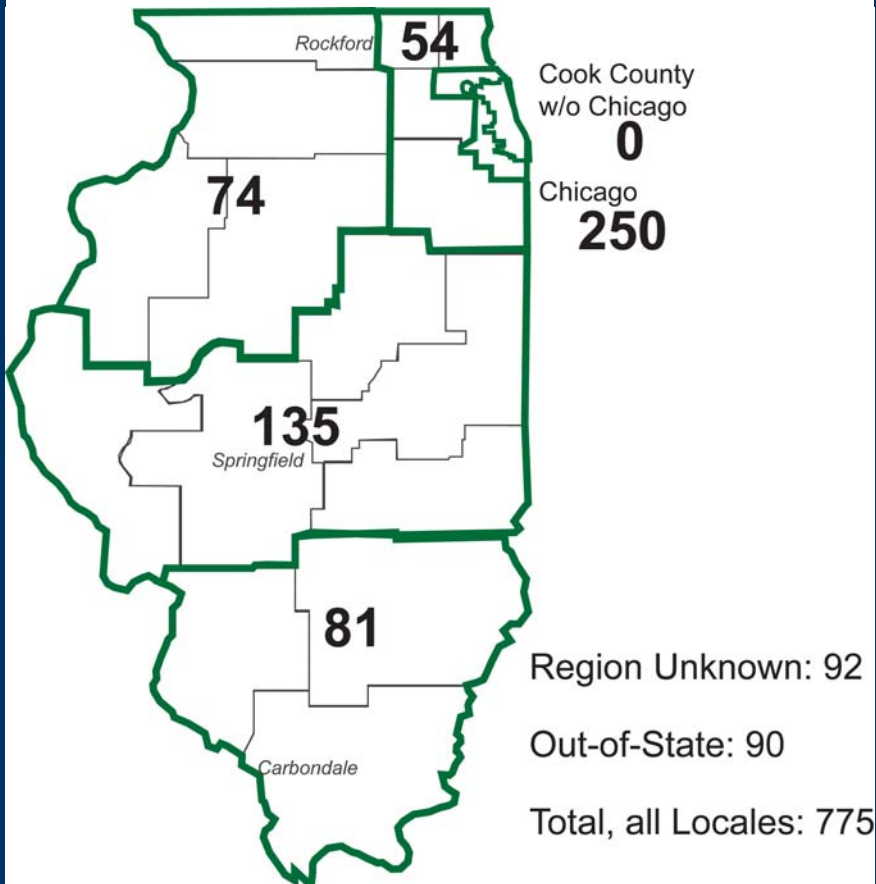 Rockford
54
Cook County
w/o Chicago
0
74
Chicago
250
135
Springfield
81
Region Unknown: 92
Out-of-State: 90
Carbondale
Total, all Locales: 775